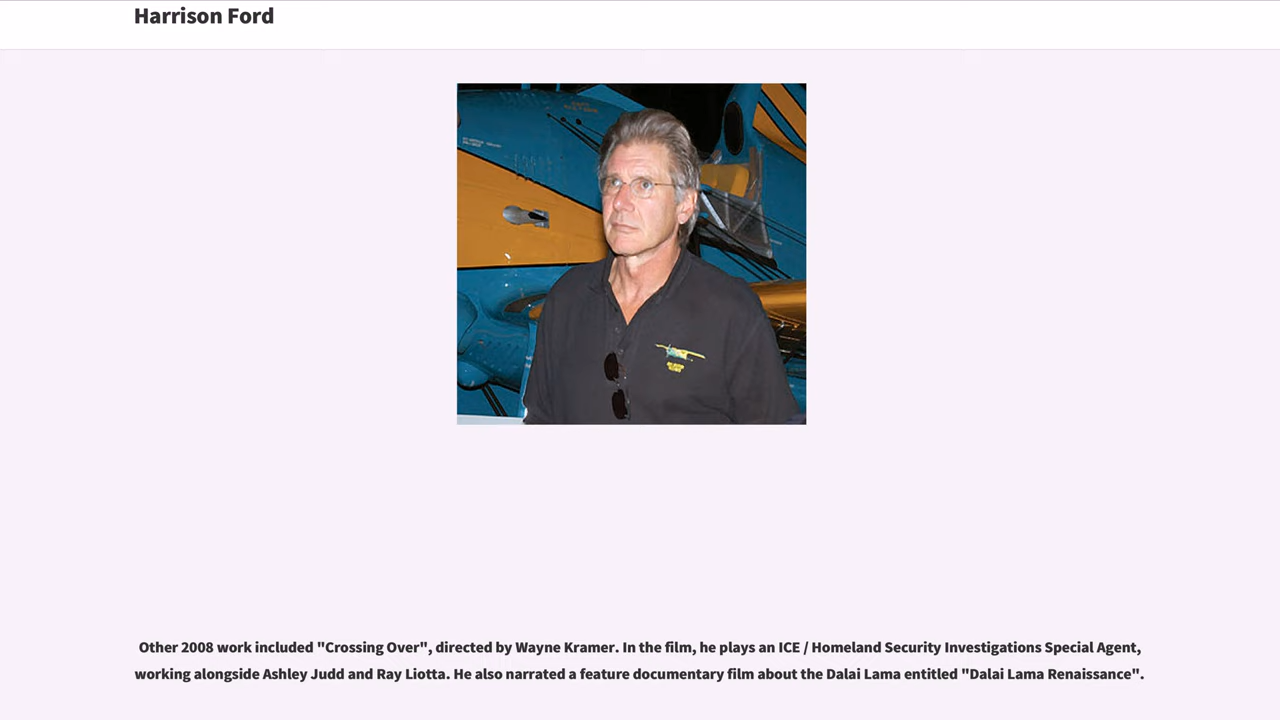 Harrison Ford
Other 2008 work included "Crossing Over", directed by Wayne Kramer. In the film, he plays an ICE / Homeland Security Investigations Special Agent,
working alongside Ashley Judd and Ray Liotta. He also narrated a feature documentary film about the Dalai Lama entitled "Dalai Lama Renaissance".